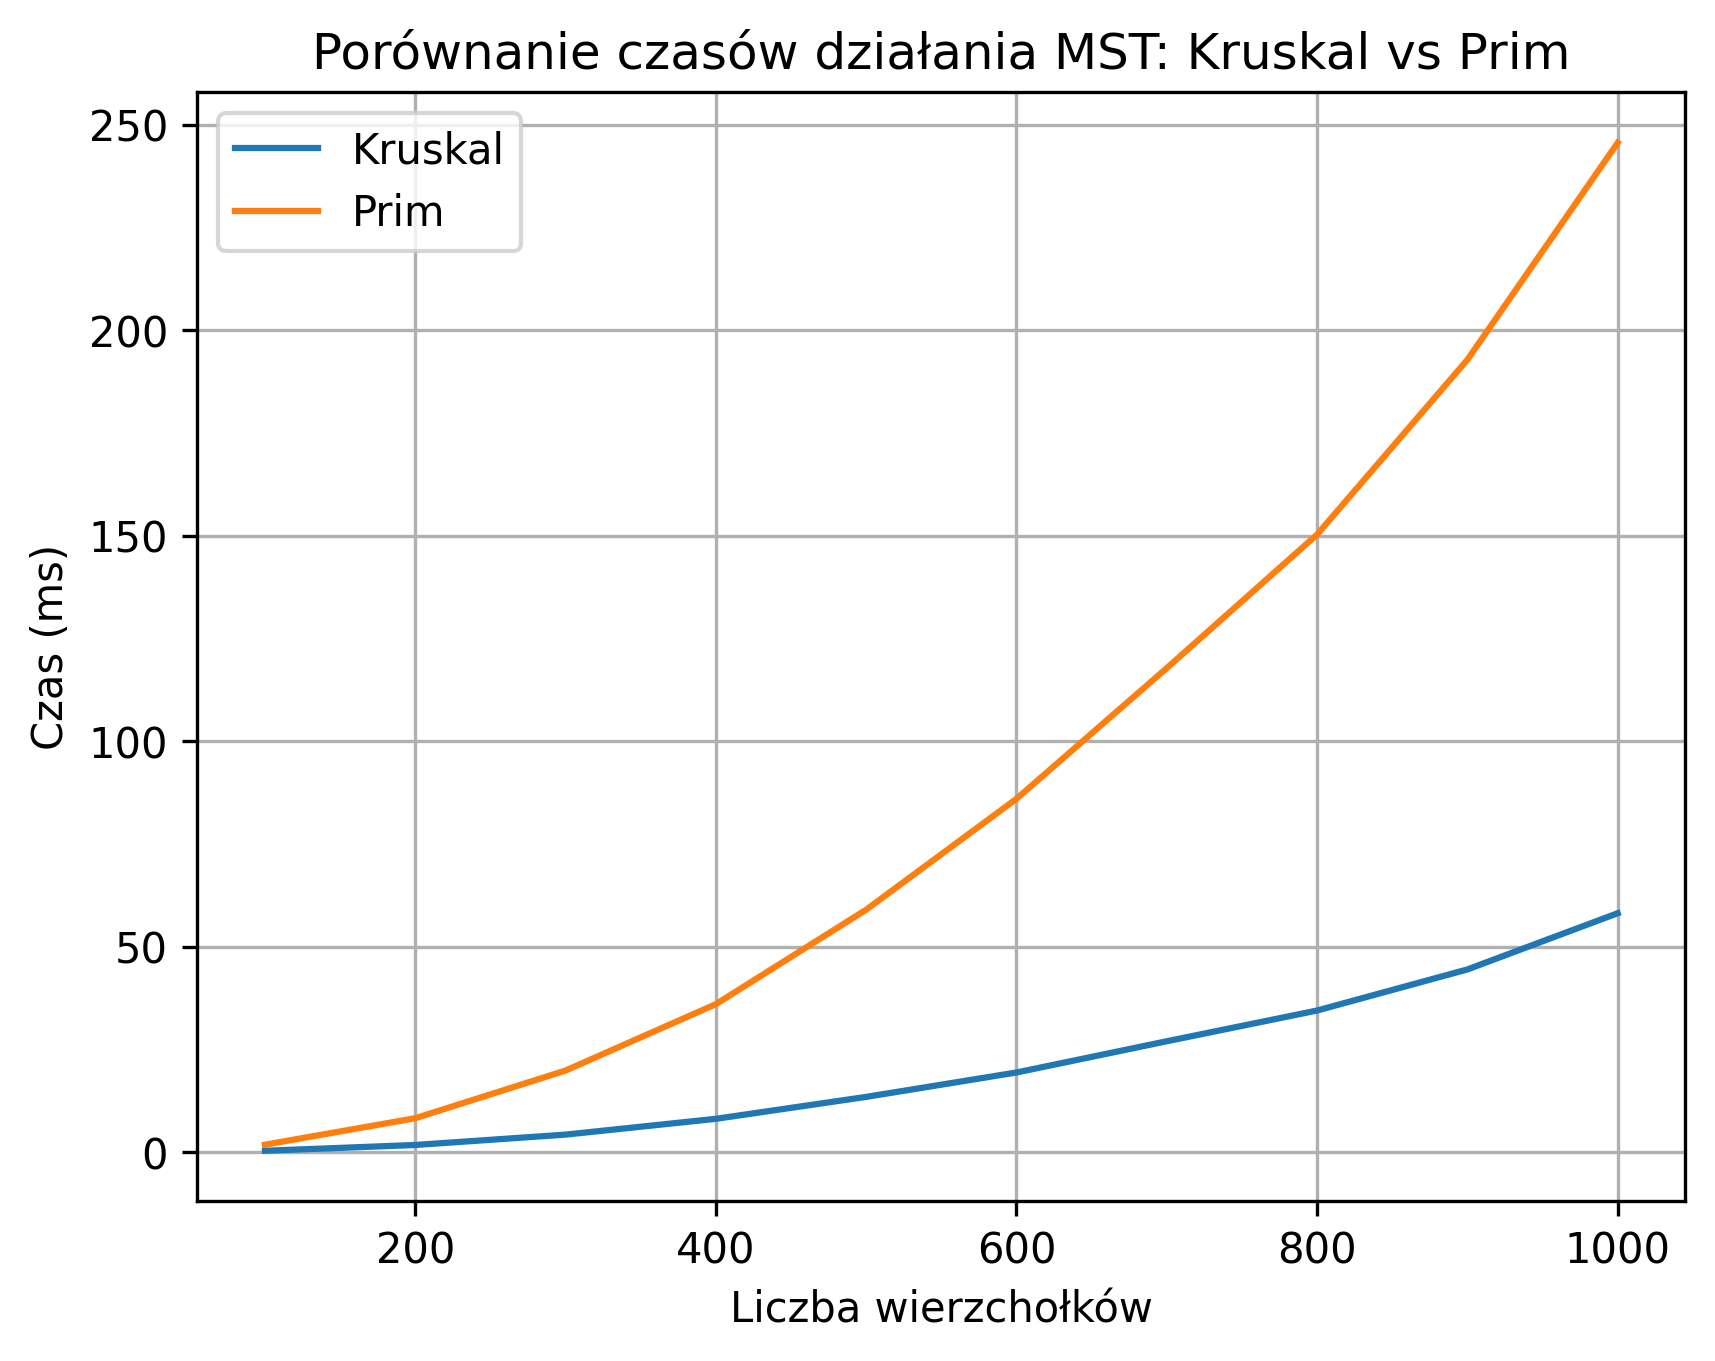 Porównanie czasów działania MST: Kruskal vs Prim
Kruskal
Prim
250
200
150
100
50
0
Czas (ms)
200 400 600 800 1000
Liczba wierzchołków